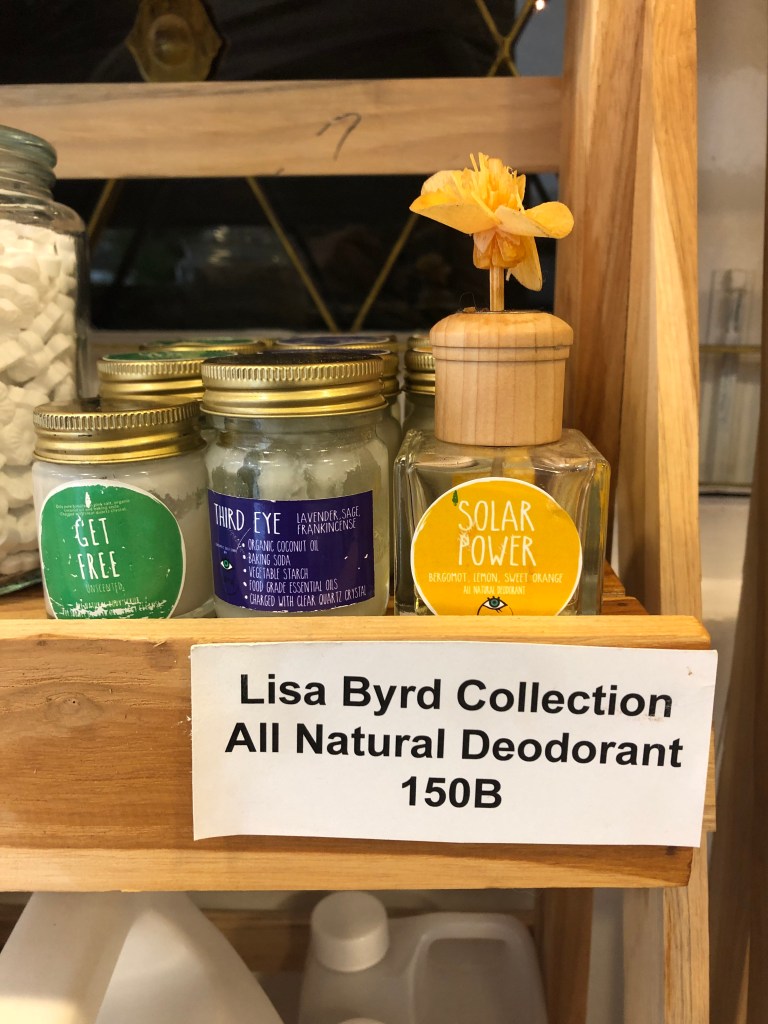 GET
FREE
UNSCENTED
THIRD EYE
LAVENDER, SAGE,
FRANKINCENSE
• ORGANIC COCONUT OIL
• BAKING SODA
• VEGETABLE STARCH
• FOOD GRADE ESSENTIAL OILS
• CHARGED WITH CLEAR QUARTZ CRYSTAL
SOLAR
POWER
BERGAMOT, LEMON, SWEET ORANGE
ALL NATURAL DEODORANT
Lisa Byrd Collection
All Natural Deodorant
150B